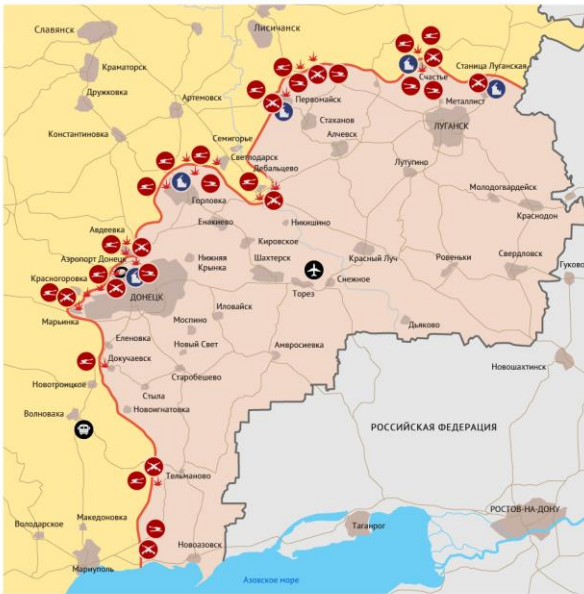 Славянск
Лисичанск
Краматорск
Счастье
Станица Луганская
Дружковка
Артемовск
Первомайск
Металлист
Стаханов
ЛУГАНСК
Константиновка
Семигорье
Алчевск
Светлодарск
Дебальцево
Лутугино
Молодогвардейск
Горловка
Краснодон
Енакиево
Никишино
Авдеевка
Кировское
Аэропорт Донецк
Нижняя
Крынка
Шахтерск
Красный Луч
Ровеньки
Свердловск
Красногоровка
Снежное
Гуково
ДОНЕЦК
Торез
Марьинка
Иловайск
Моспино
Дьяково
Еленовка
Новый Свет
Амвросиевка
Докучаевск
Новошахтинск
Старобешево
Новотроицкое
Стыла
Волноваха
Новоигнатовка
РОССИЙСКАЯ ФЕДЕРАЦИЯ
Тельманово
РОСТОВ-НА-ДОНУ
Македоновка
Володарское
Таганрог
Новоазовск
Мариуполь
Азовское море